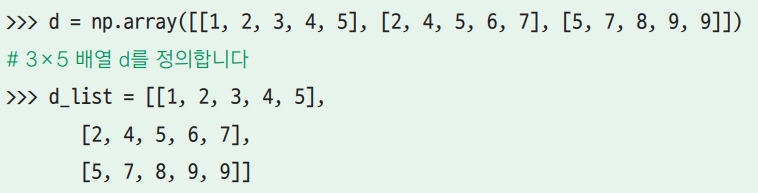 >>> d = np.array([[1, 2, 3, 4, 5], [2, 4, 5, 6, 7], [5, 7, 8, 9, 9]])
# 3×5 배열 d를 정의합니다
>>> d_list = [[1, 2, 3, 4, 5],
[2, 4, 5, 6, 7],
[5, 7, 8, 9, 9]]